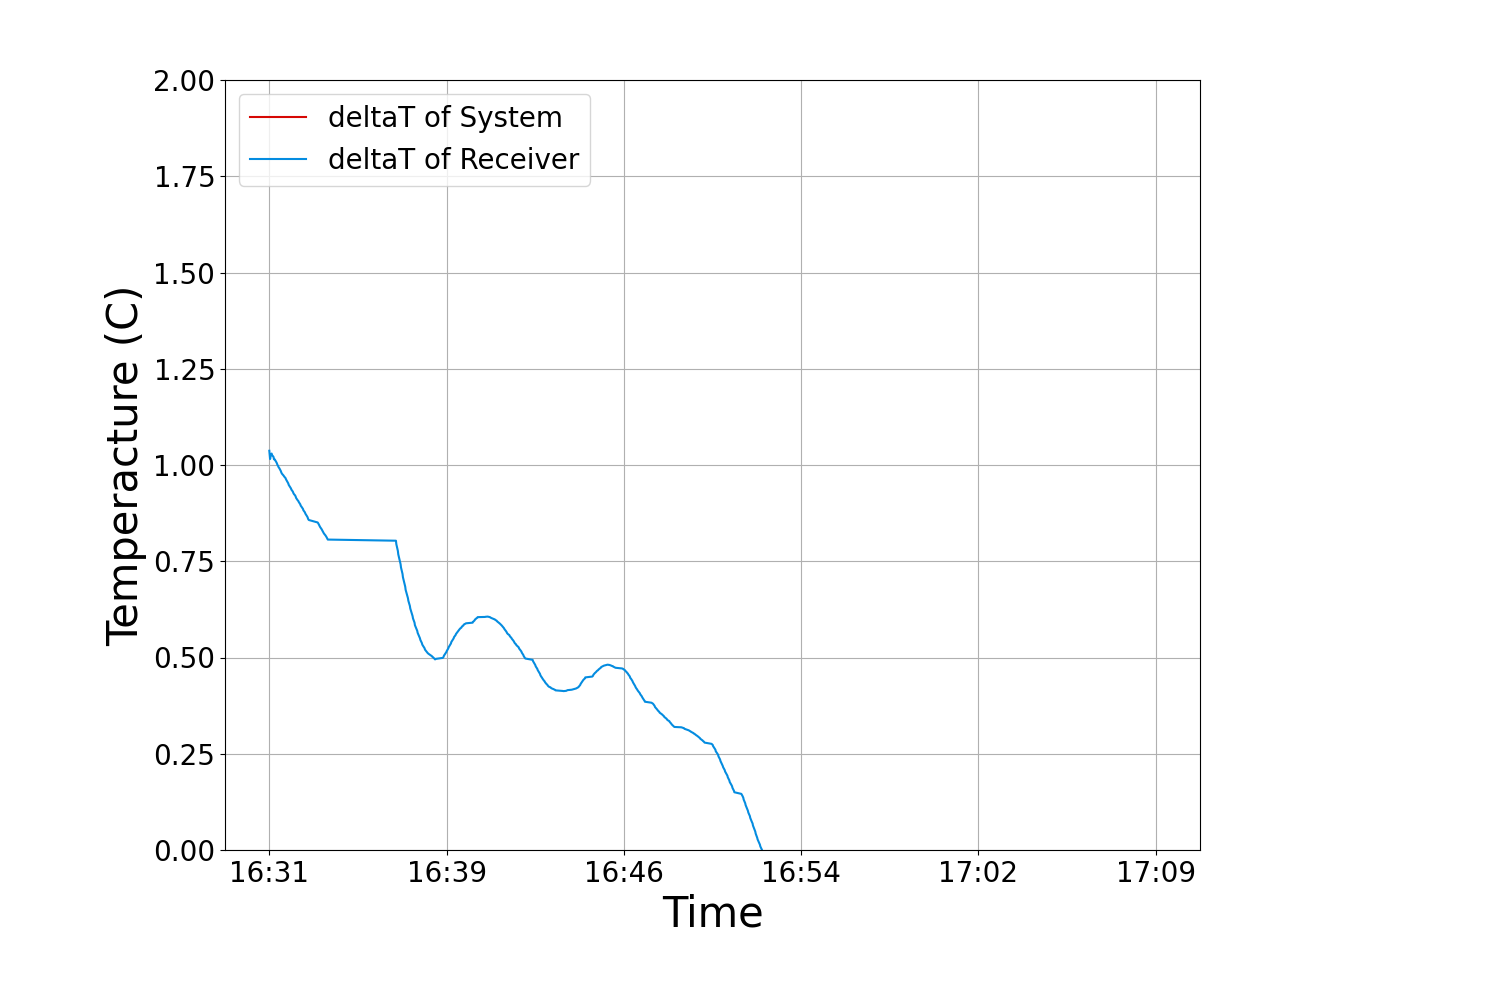 2.00
1.75
1.50
1.25
1.00
0.75
0.50
0.25
0.00
Temperacture (C)
deltaT of System
deltaT of Receiver
16:31 16:39 16:46 16:54 17:02 17:09
Time